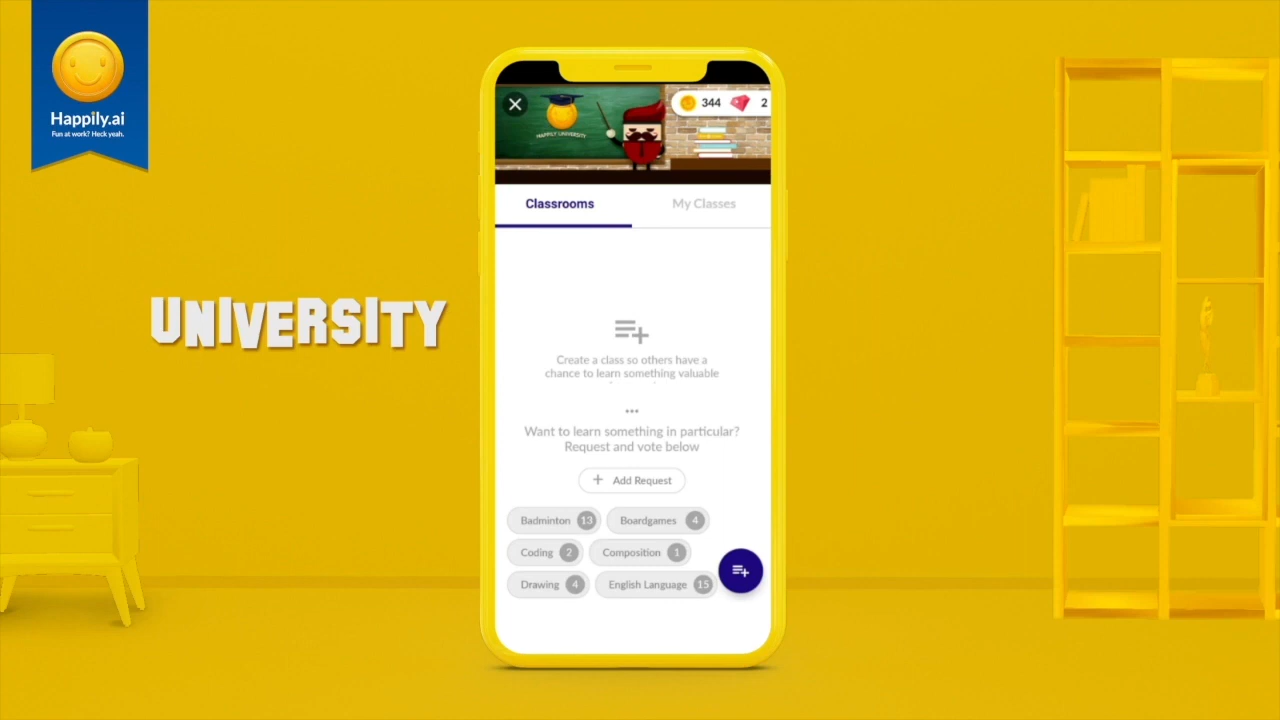 Happily.ai
Fun at work? Heck yeah.
UNIVERSITY
HAPPILY UNIVERSITY
344
2
Classrooms
My Classes
Create a class so others have a
chance to learn something valuable
...
Want to learn something in particular?
Request and vote below
+ Add Request
Badminton 13
Boardgames 4
Coding 2
Composition 1
Drawing 4
English Language 15